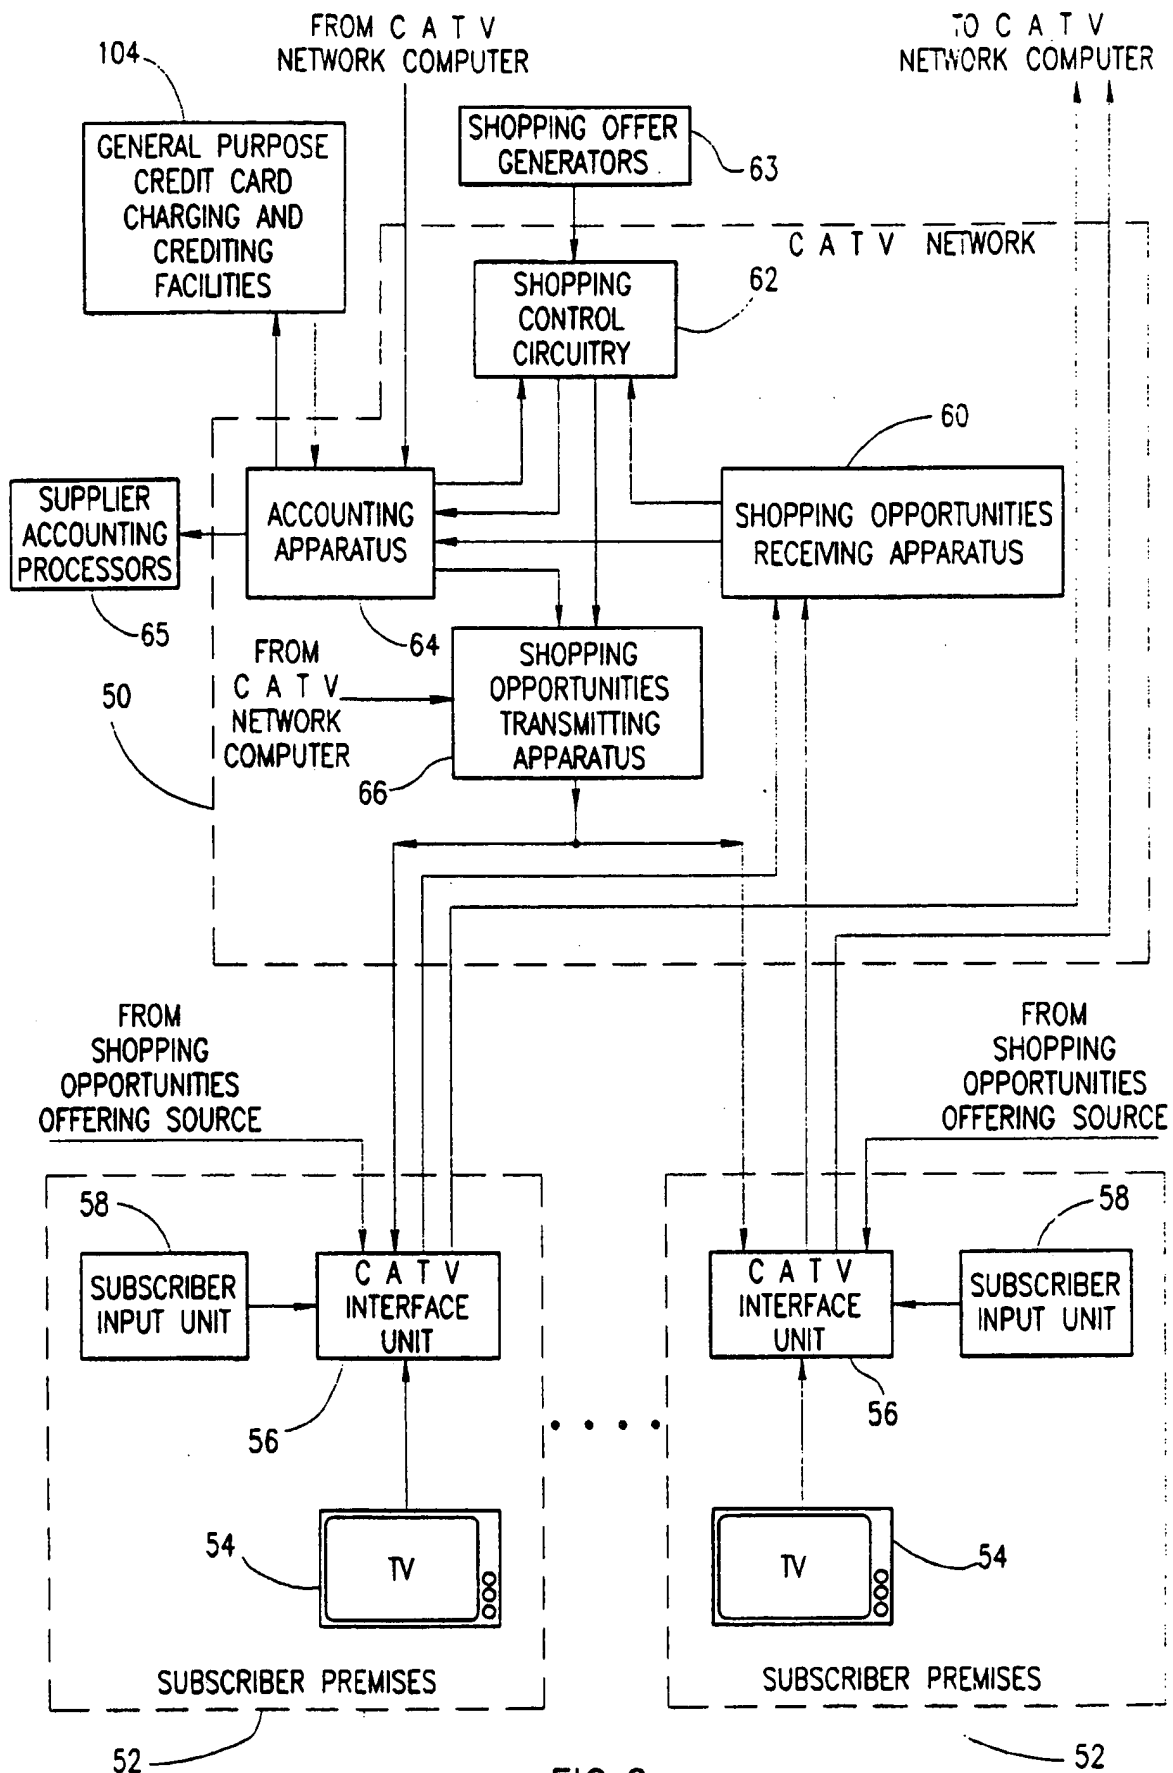 FROM C A T V
NETWORK COMPUTER
TO C A T V
NETWORK COMPUTER
104
GENERAL PURPOSE
CREDIT CARD
CHARGING AND
CREDITING
FACILITIES
SHOPPING OFFER
GENERATORS
63
C A T V NETWORK
SHOPPING
CONTROL
CIRCUITRY
62
60
SUPPLIER
ACCOUNTING
PROCESSORS
65
ACCOUNTING
APPARATUS
64
SHOPPING OPPORTUNITIES
RECEIVING APPARATUS
50
FROM
C A T V
NETWORK
COMPUTER
SHOPPING
OPPORTUNITIES
TRANSMITTING
APPARATUS
66
FROM
SHOPPING
OPPORTUNITIES
OFFERING SOURCE
FROM
SHOPPING
OPPORTUNITIES
OFFERING SOURCE
58
SUBSCRIBER
INPUT UNIT
C A T V
INTERFACE
UNIT
56
C A T V
INTERFACE
UNIT
56
58
SUBSCRIBER
INPUT UNIT
54
TV
TV
54
SUBSCRIBER PREMISES
SUBSCRIBER PREMISES
52
52